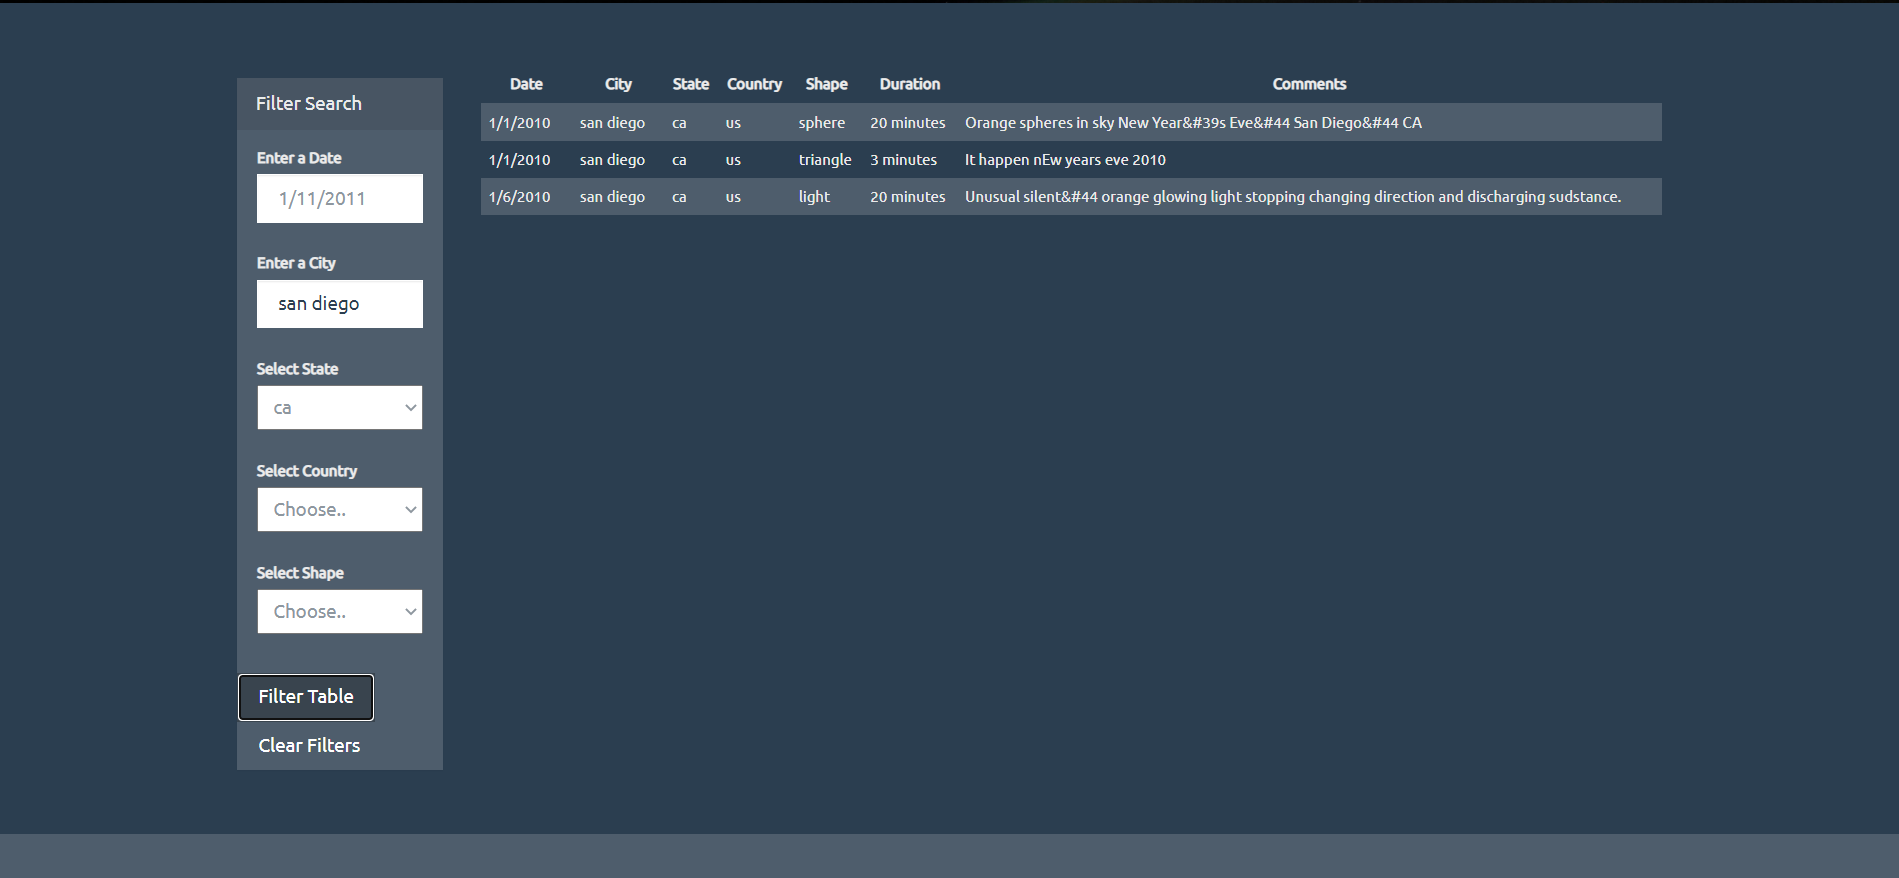 Filter Search
Enter a Date
1/11/2011
Enter a City
san diego
Select State
ca
Select Country
Choose..
Select Shape
Choose..
Filter Table
Clear Filters
Date City State Country Shape Duration Comments
1/1/2010 san diego ca us sphere 20 minutes Orange spheres in sky New Year&#39s Eve&#44 San Diego&#44 CA
1/1/2010 san diego ca us triangle 3 minutes It happen nEw years eve 2010
1/6/2010 san diego ca us light 20 minutes Unusual silent&#44 orange glowing light stopping changing direction and discharging sudstance.